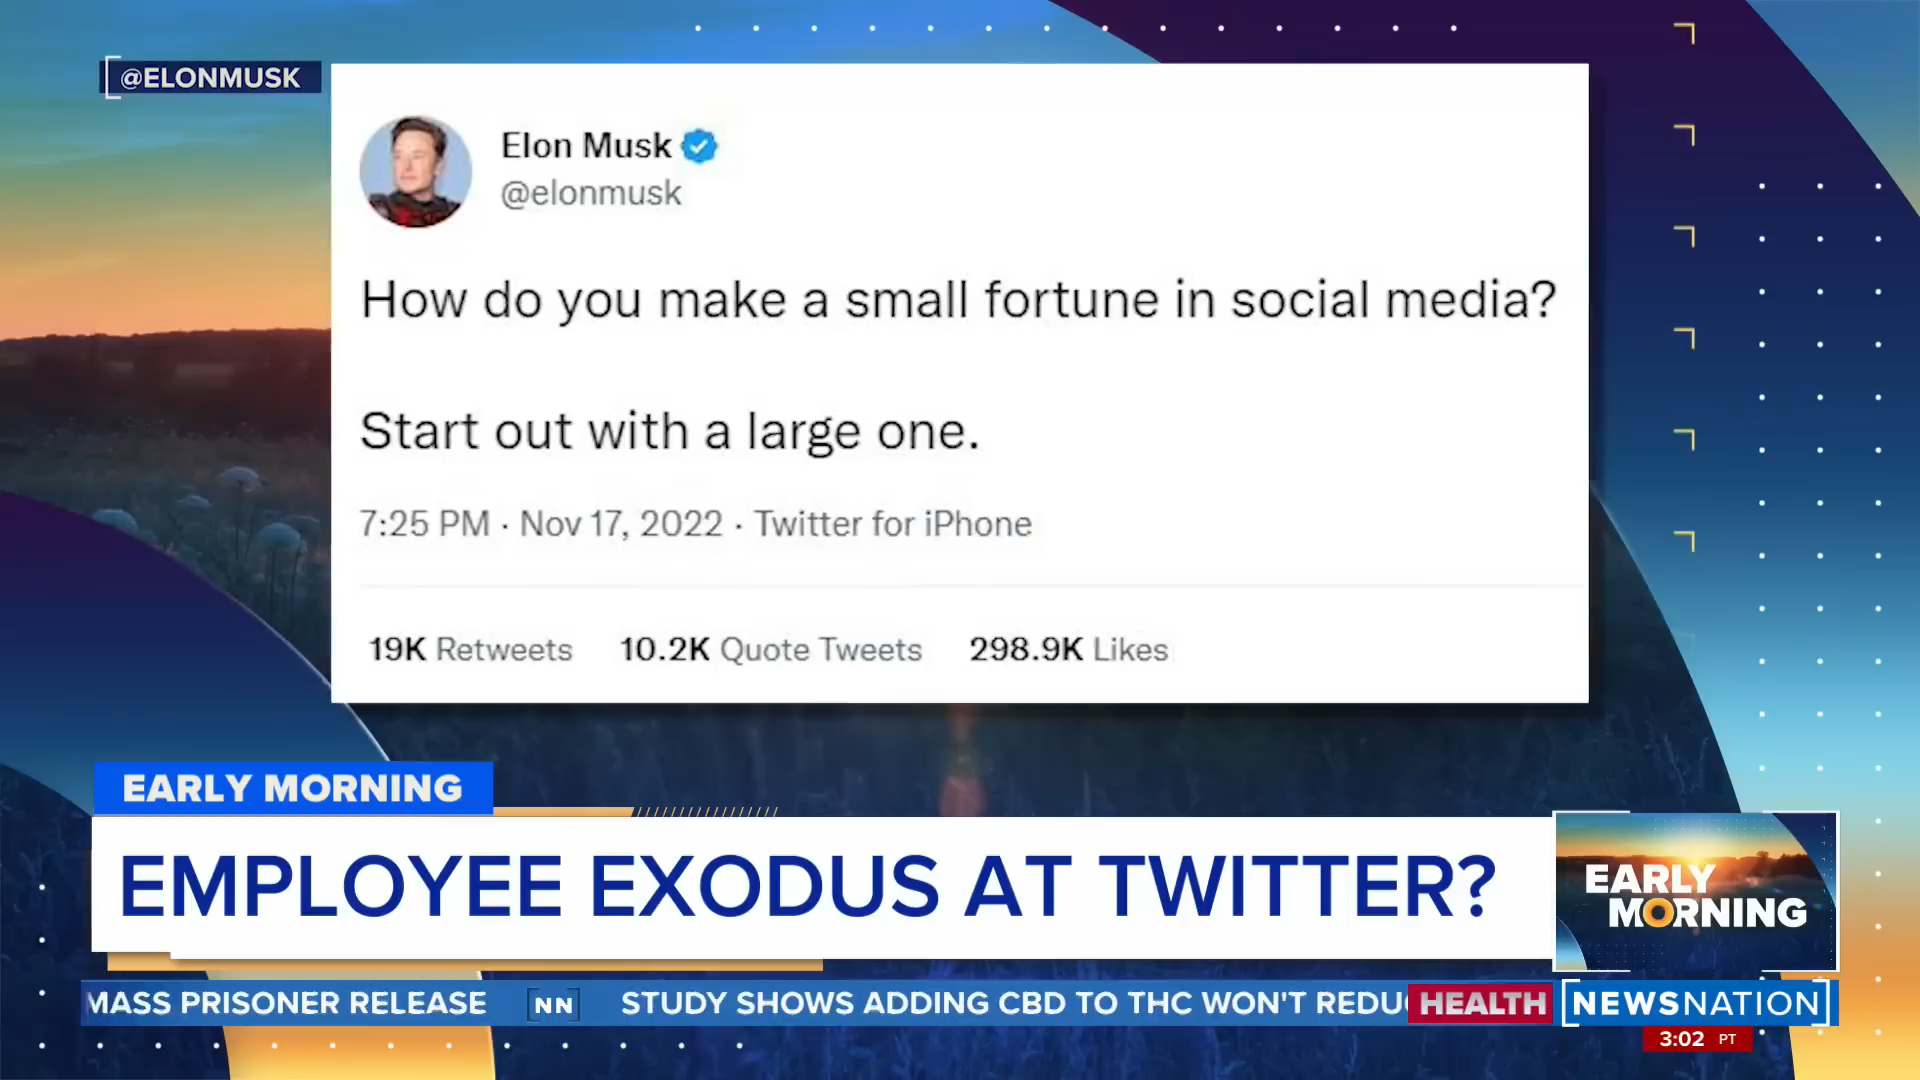 @ELONMUSK
Elon Musk
@elonmusk
How do you make a small fortune in social media?
Start out with a large one.
7:25 PM · Nov 17, 2022 · Twitter for iPhone
19K Retweets 10.2K Quote Tweets 298.9K Likes
EARLY MORNING
EMPLOYEE EXODUS AT TWITTER?
EARLY
MORNING
MASS PRISONER RELEASE NN STUDY SHOWS ADDING CBD TO THC WON'T REDU HEALTH NEWSNATION
3:02 PT